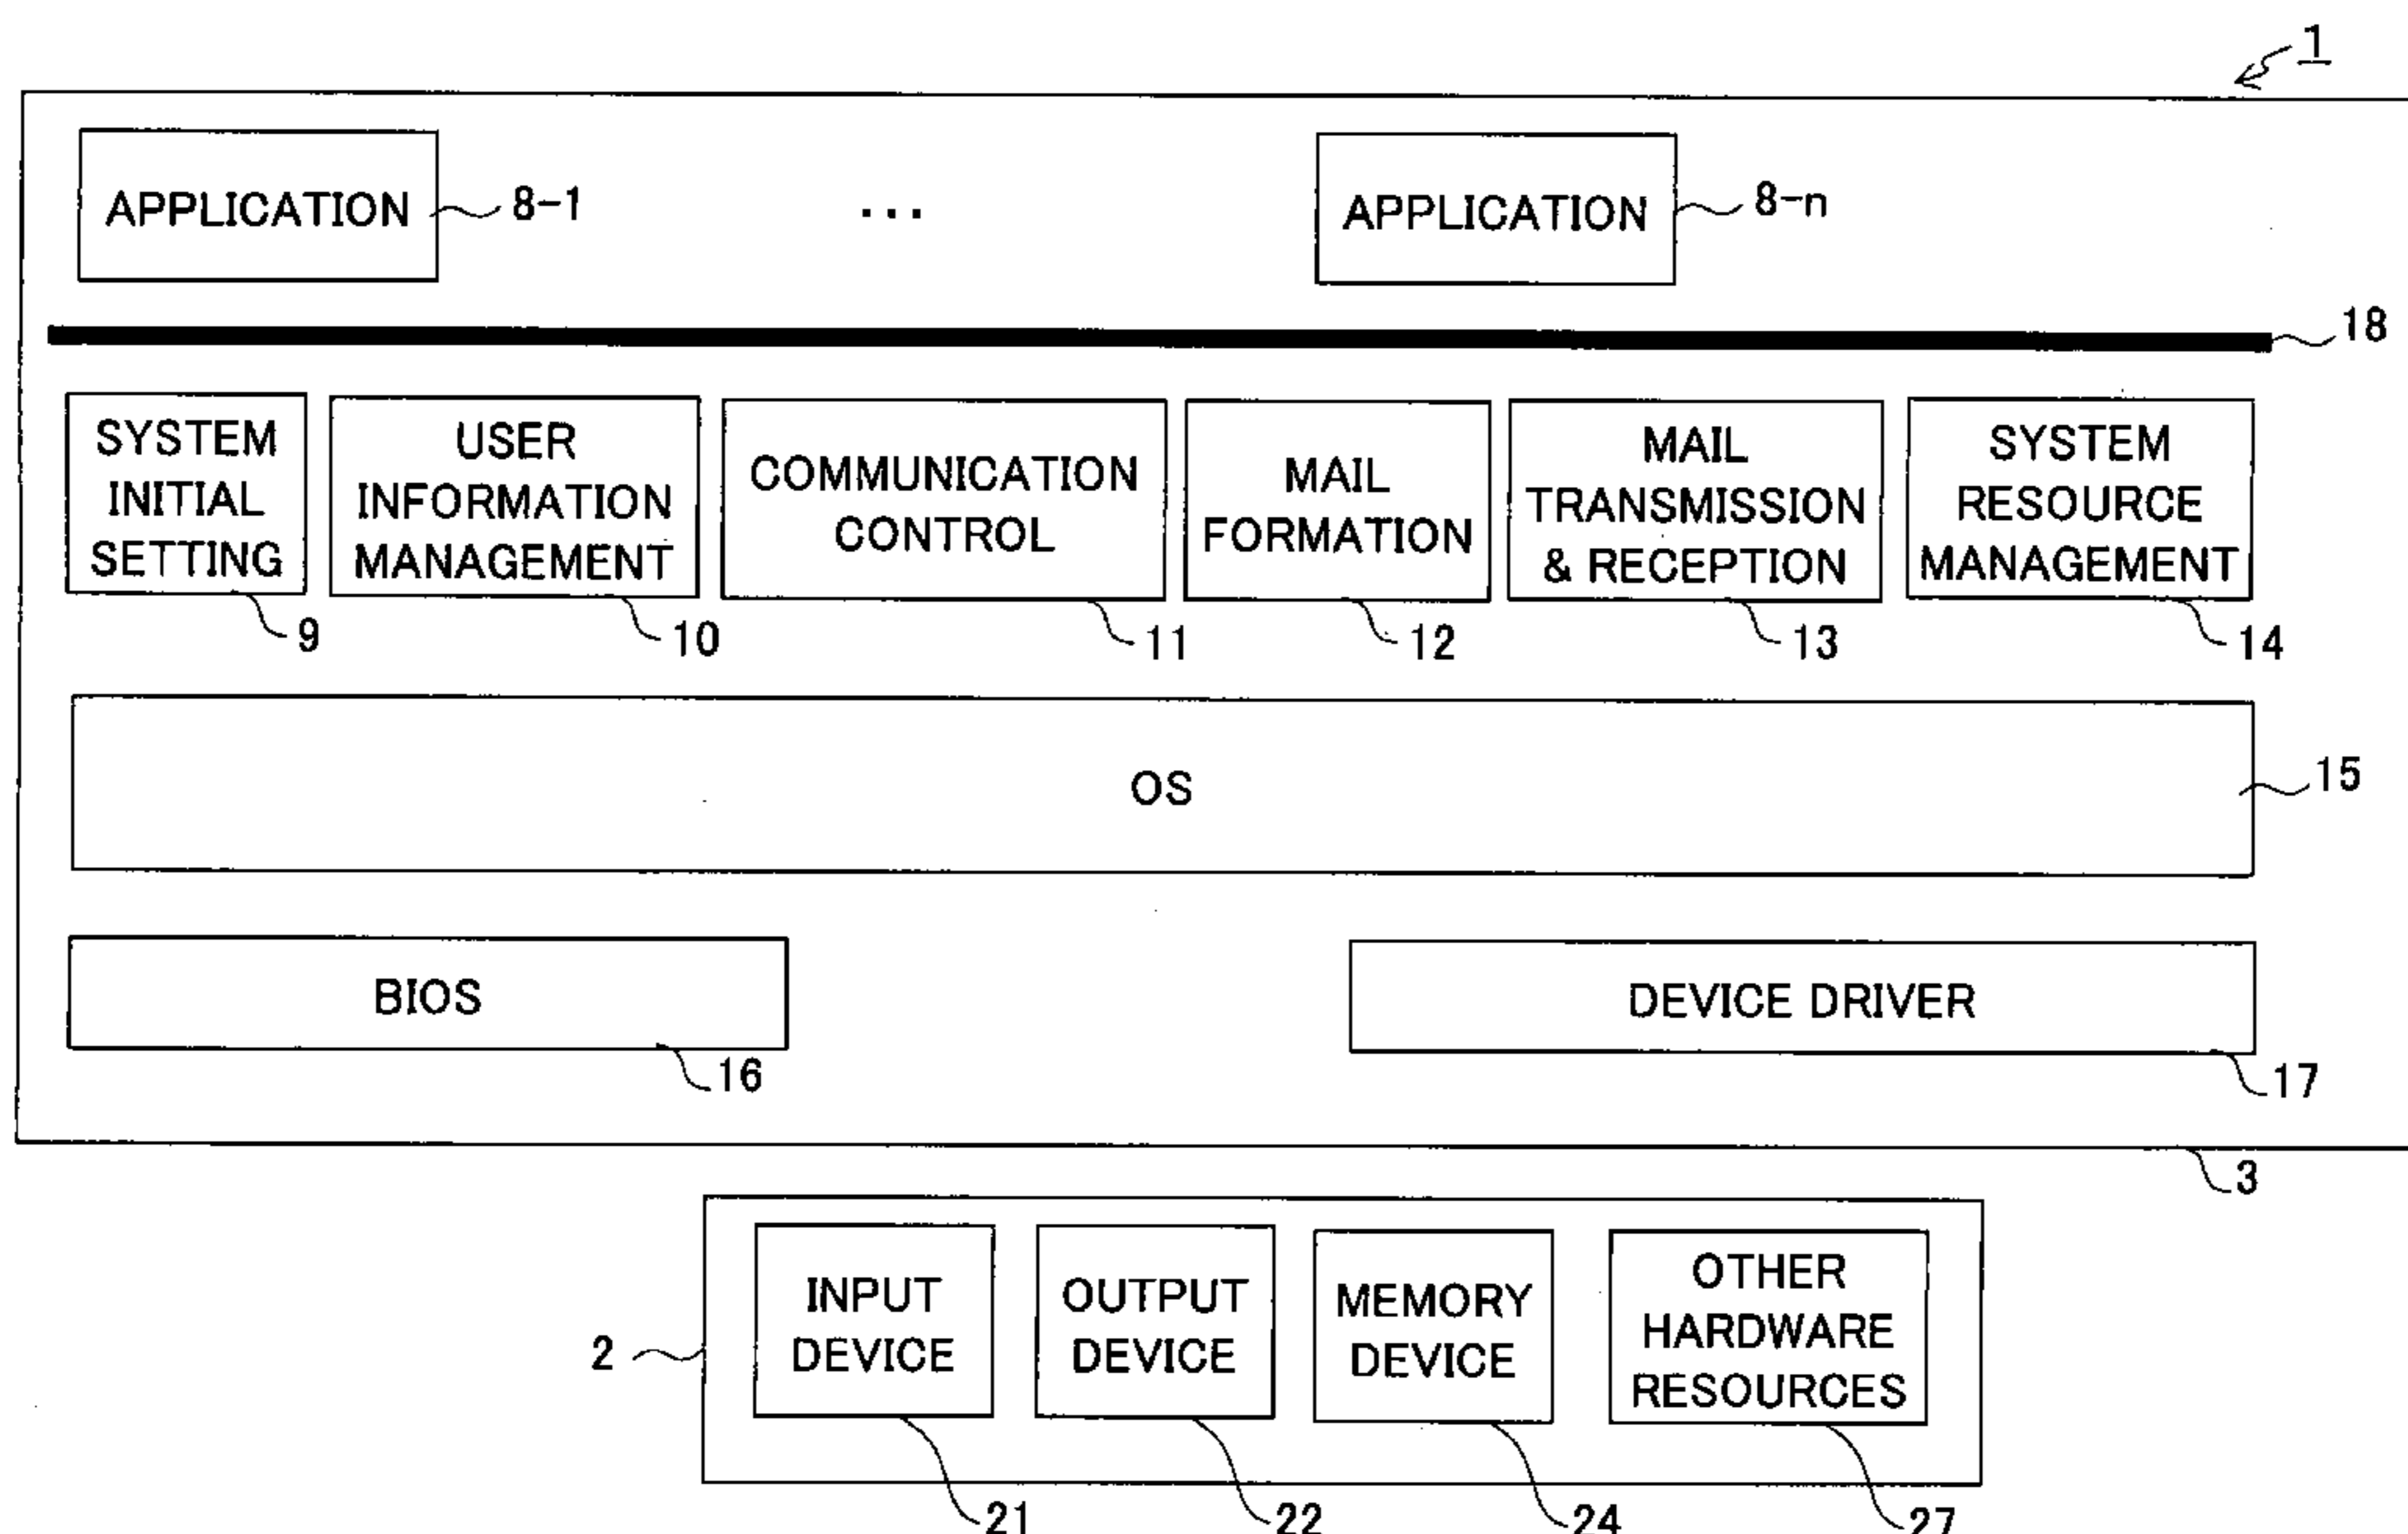 1
APPLICATION
8-1
...
APPLICATION
8-n
18
SYSTEM
INITIAL
SETTING
9
USER
INFORMATION
MANAGEMENT
10
COMMUNICATION
CONTROL
11
MAIL
FORMATION
12
MAIL
TRANSMISSION
& RECEPTION
13
SYSTEM
RESOURCE
MANAGEMENT
14
OS
15
BIOS
16
DEVICE DRIVER
17
3
2
INPUT
DEVICE
21
OUTPUT
DEVICE
22
MEMORY
DEVICE
24
OTHER
HARDWARE
RESOURCES
27